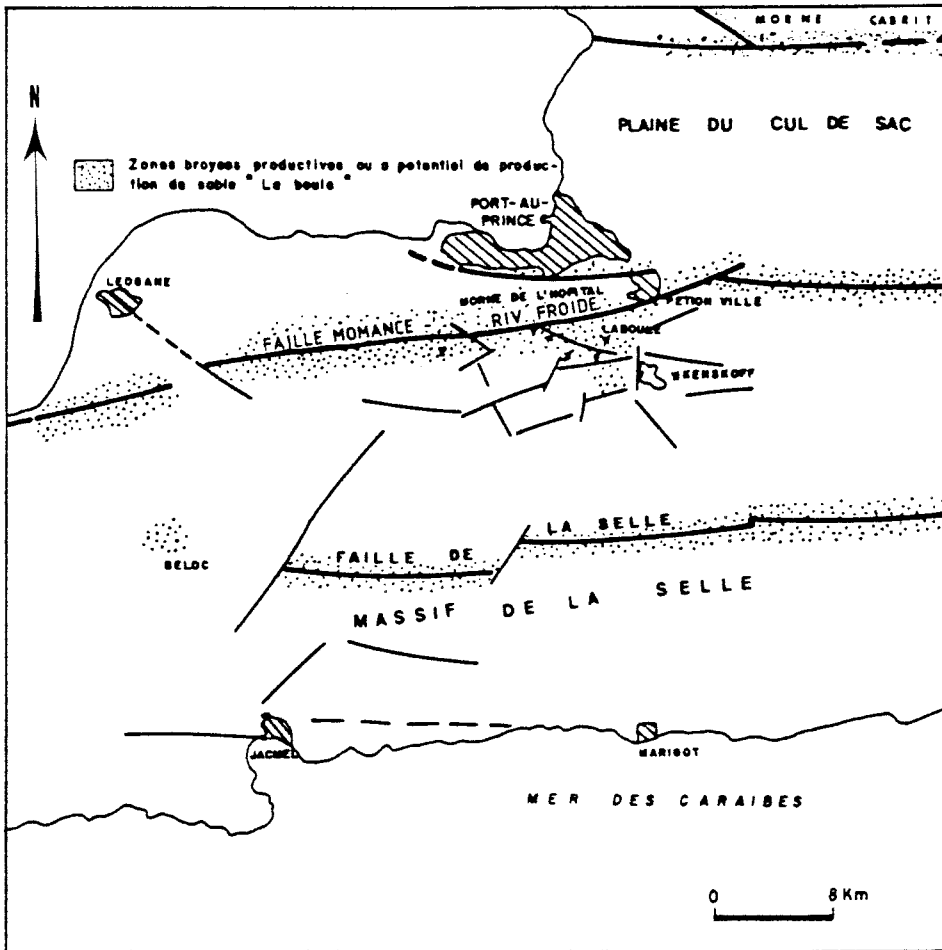 MORNE CABRIT
N
PLAINE DU CUL DE SAC
Zones broyees productives ou a potentiel de produc-
tion de sable " La boule "
PORT-AU-
PRINCE
LEOGANE
MORNE DE L'HOPITAL
PETION VILLE
FAILLE MOMANCE - RIV FROIDE
LABOULE
KENSKOFF
BELOC
FAILLE DE LA SELLE
MASSIF DE LA SELLE
JACMEL
MARIGOT
MER DES CARAIBES
0 8 Km